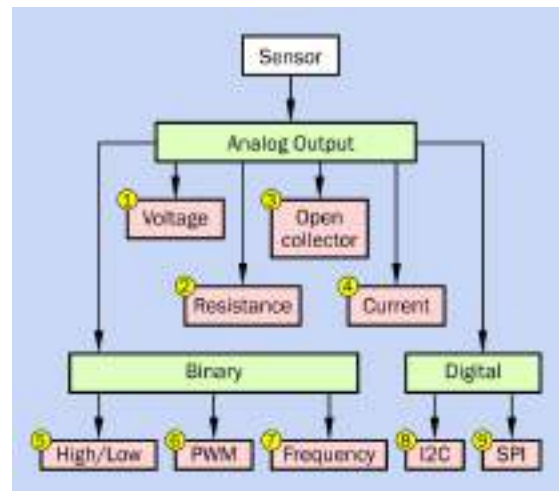 Sensor
Analog Output
1
Voltage
3
Open
collector
2
Resistance
4
Current
Binary
Digital
5
High/Low
6
PWM
7
Frequency
8
I2C
9
SPI